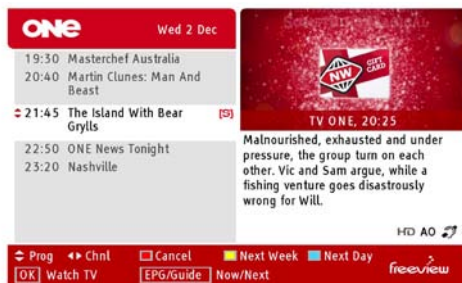 ONE Wed 2 Dec
19:30 Masterchef Australia
20:40 Martin Clunes: Man And
Beast
21:45 The Island With Bear [S]
Grylls
22:50 ONE News Tonight
23:20 Nashville
NW GIFT
CARD
TV ONE, 20:25
Malnourished, exhausted and under
pressure, the group turn on each
other. Vic and Sam argue, while a
fishing venture goes disastrously
wrong for Will.
HD AO
Prog Chnl Cancel Next Week Next Day
OK Watch TV EPG/Guide Now/Next
freeview